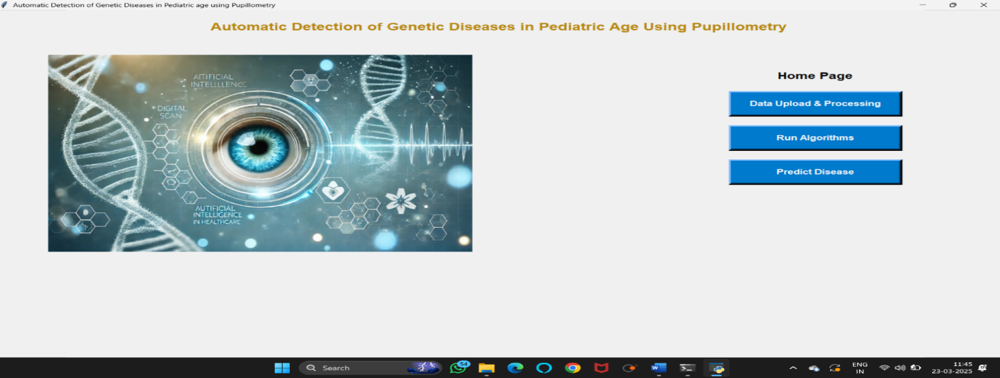 Automatic Detection of Genetic Diseases in Pediatric age using Pupillometry
Automatic Detection of Genetic Diseases in Pediatric Age Using Pupillometry
AITIFICIAL
INTELLLENCC
DIGITAL
SCAN
AUTIFICIAL
INTELLIGENCE
IN HEALTHCARE
Home Page
Data Upload & Processing
Run Algorithms
Predict Disease
Search
54
W
ENG
IN
11:45
23-03-2025